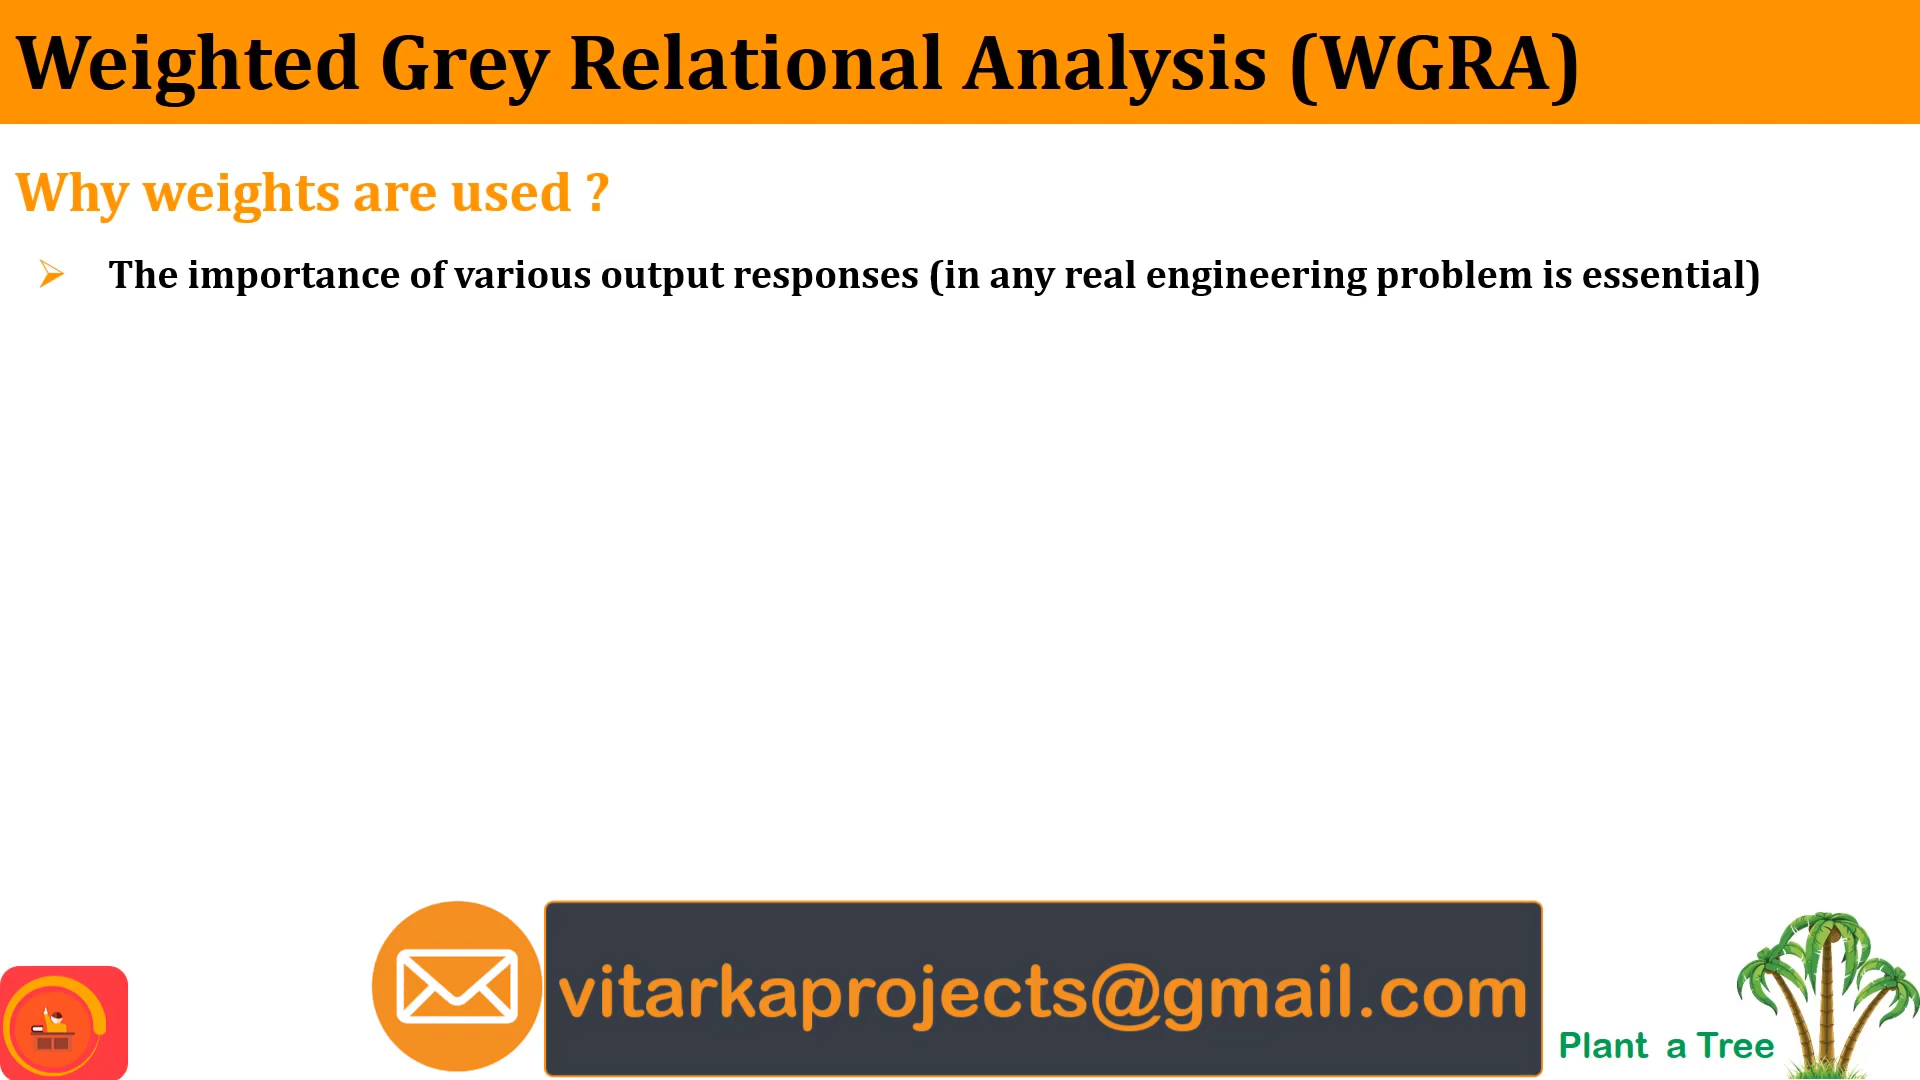 Weighted Grey Relational Analysis (WGRA)
Why weights are used ?
The importance of various output responses (in any real engineering problem is essential)
vitarkaprojects@gmail.com
Plant a Tree